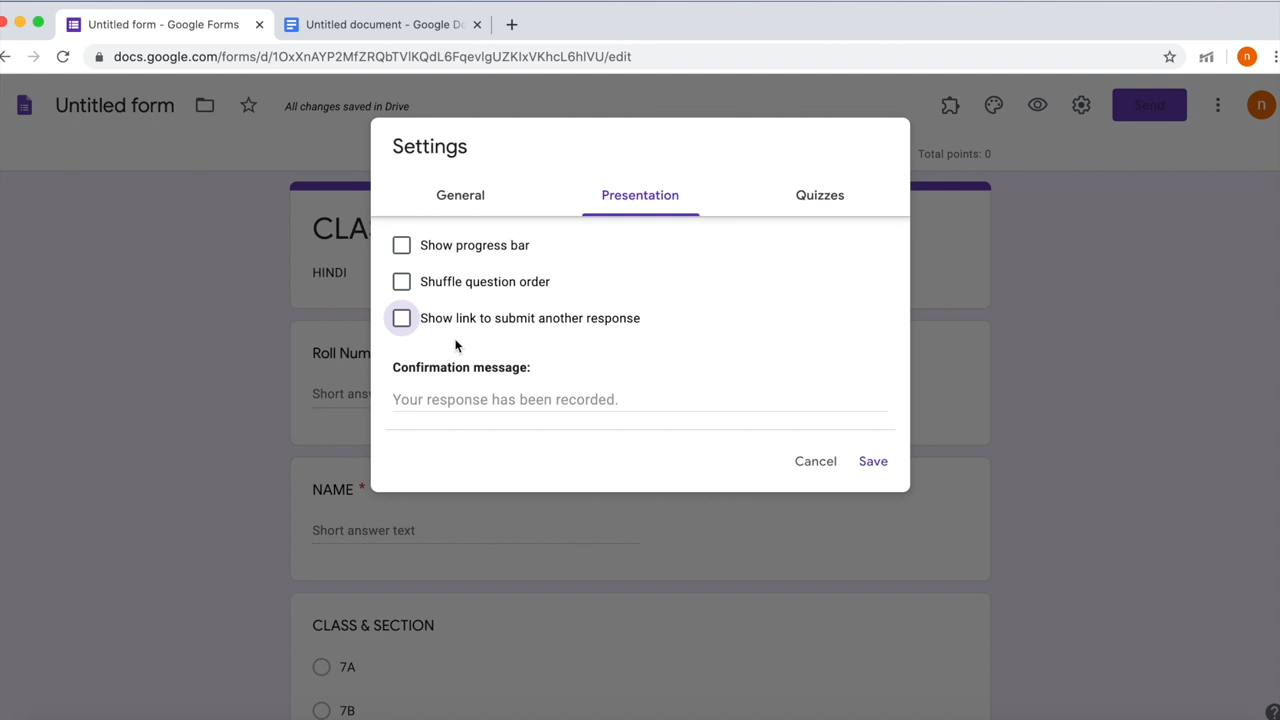 Untitled form - Google Forms
Untitled document - Google D
docs.google.com/forms/d/1OxXnAYP2MfZRQbTVlKQdL6FqevlgUZKIxVKhcL6hlVU/edit
n
Untitled form
All changes saved in Drive
Send
n
Total points: 0
Settings
General
Presentation
Quizzes
Show progress bar
Shuffle question order
Show link to submit another response
Confirmation message:
Your response has been recorded.
Cancel
Save
CLA
HINDI
Roll Num
Short ans
NAME *
Short answer text
CLASS & SECTION
7A
7B